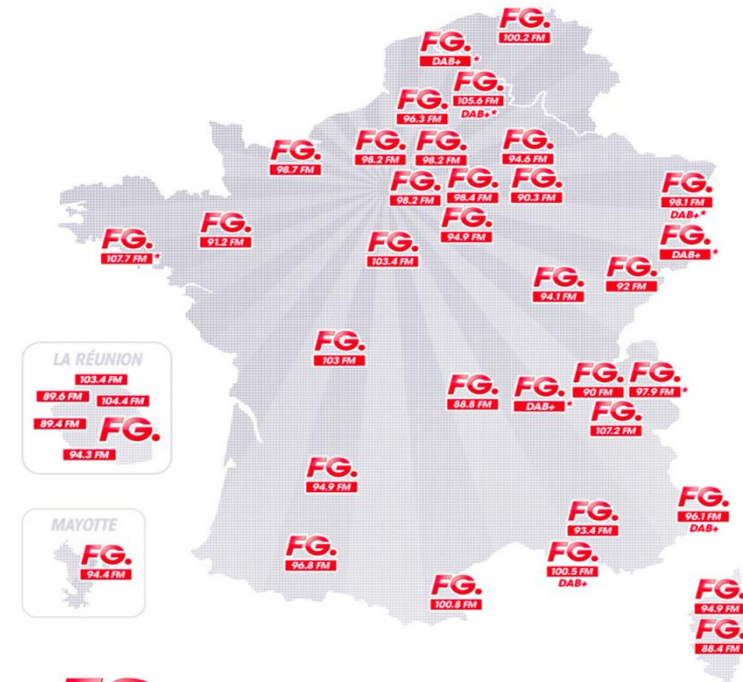 FG.
100.2 FM
FG.
DAB+ *
FG.
105.6 FM
DAB+ *
FG.
96.3 FM
FG.
98.7 FM
FG.
98.2 FM
FG.
98.2 FM
FG.
94.6 FM
FG.
98.2 FM
FG.
98.4 FM
FG.
90.3 FM
FG.
98.1 FM
DAB+ *
FG.
107.7 FM *
FG.
91.2 FM
FG.
103.4 FM
FG.
94.9 FM
FG.
DAB+ *
FG.
94.1 FM
FG.
92 FM
FG.
103 FM
LA RÉUNION
103.4 FM
89.6 FM
104.4 FM
89.4 FM
FG.
94.3 FM
FG.
88.8 FM
FG.
DAB+ *
FG.
90 FM
FG.
97.9 FM *
FG.
107.2 FM
FG.
94.9 FM
MAYOTTE
FG.
94.4 FM
FG.
96.8 FM
FG.
93.4 FM
FG.
96.1 FM
DAB+
FG.
100.5 FM
DAB+
FG.
100.8 FM
FG.
94.9 FM
FG.
88.4 FM
FG